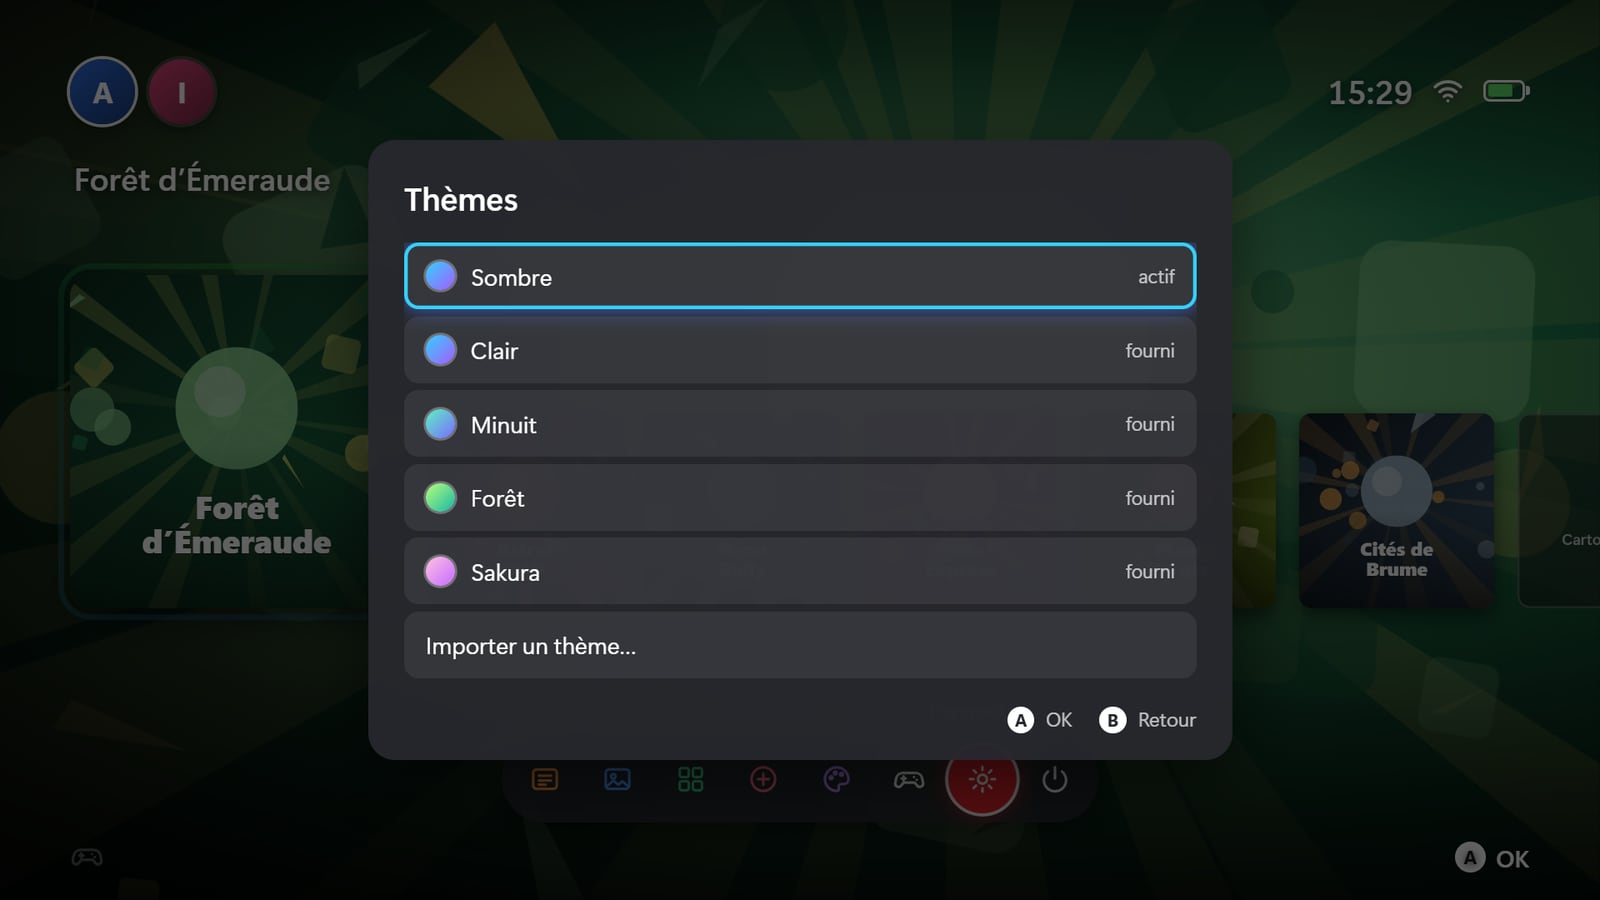 A I
15:29
Forêt d’Émeraude
Thèmes
Sombre actif
Clair fourni
Minuit fourni
Forêt fourni
Sakura fourni
Importer un thème...
A OK B Retour
Forêt
d’Émeraude
Cités de
Brume
A OK